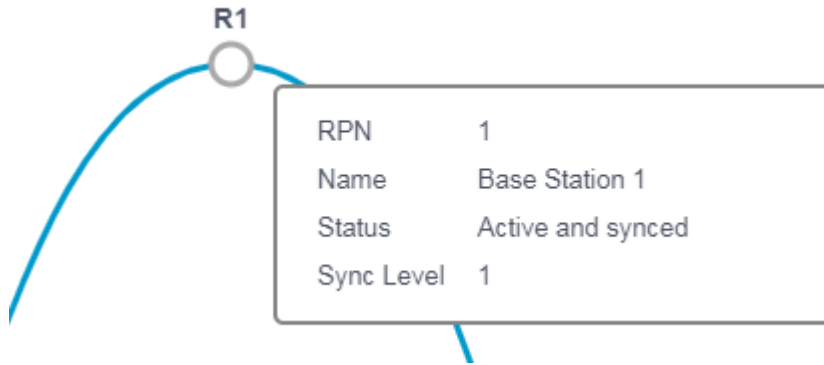 R1
RPN 1
Name Base Station 1
Status Active and synced
Sync Level 1